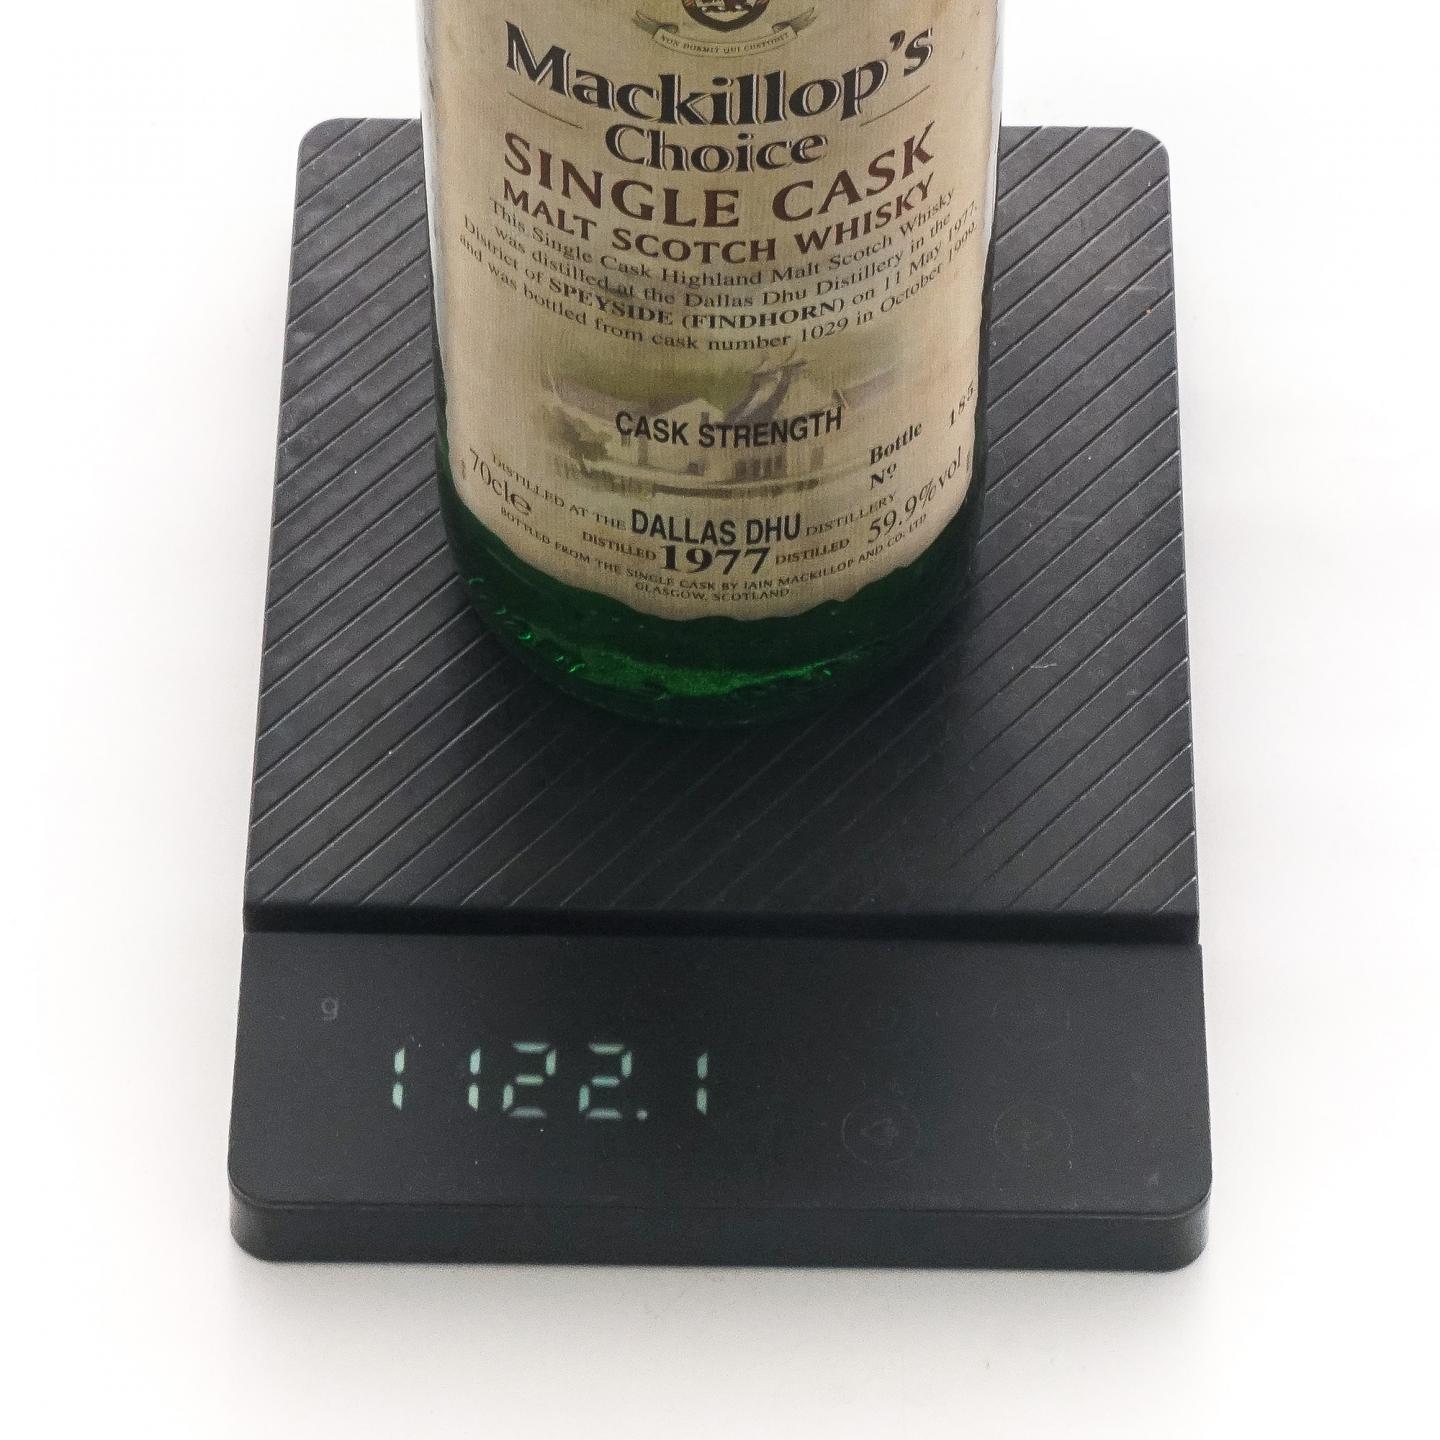 NON DORMIT QUI CUSTODIT
Mackillop's
Choice
SINGLE CASK
MALT SCOTCH WHISKY
This Single Cask Highland Malt Scotch Whisky
was distilled at the Dallas Dhu Distillery in the
District of SPEYSIDE (FINDHORN) on 11 May 1977,
and was bottled from cask number 1029 in October 1999.
CASK STRENGTH
Bottle
Nº
70cle
DISTILLED AT THE DALLAS DHU DISTILLERY
59.9%vol
DISTILLED 1977 DISTILLED
BOTTLED FROM THE SINGLE CASK BY IAIN MACKILLOP AND CO. LTD
GLASGOW, SCOTLAND
g
1122.1